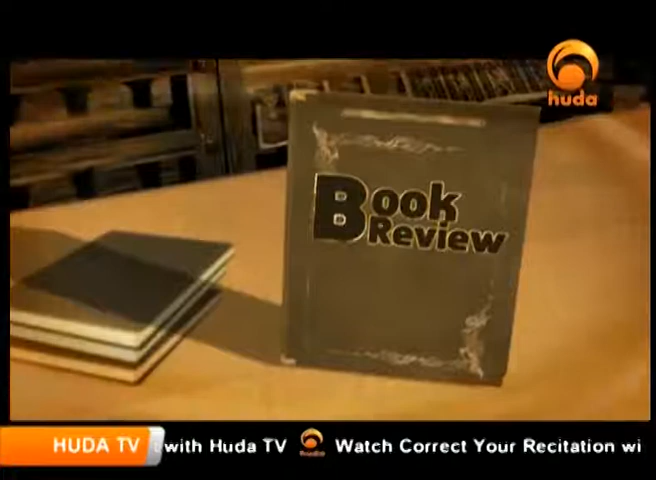 huda
Book
Review
HUDA TV
with Huda TV huda Watch Correct Your Recitation wi